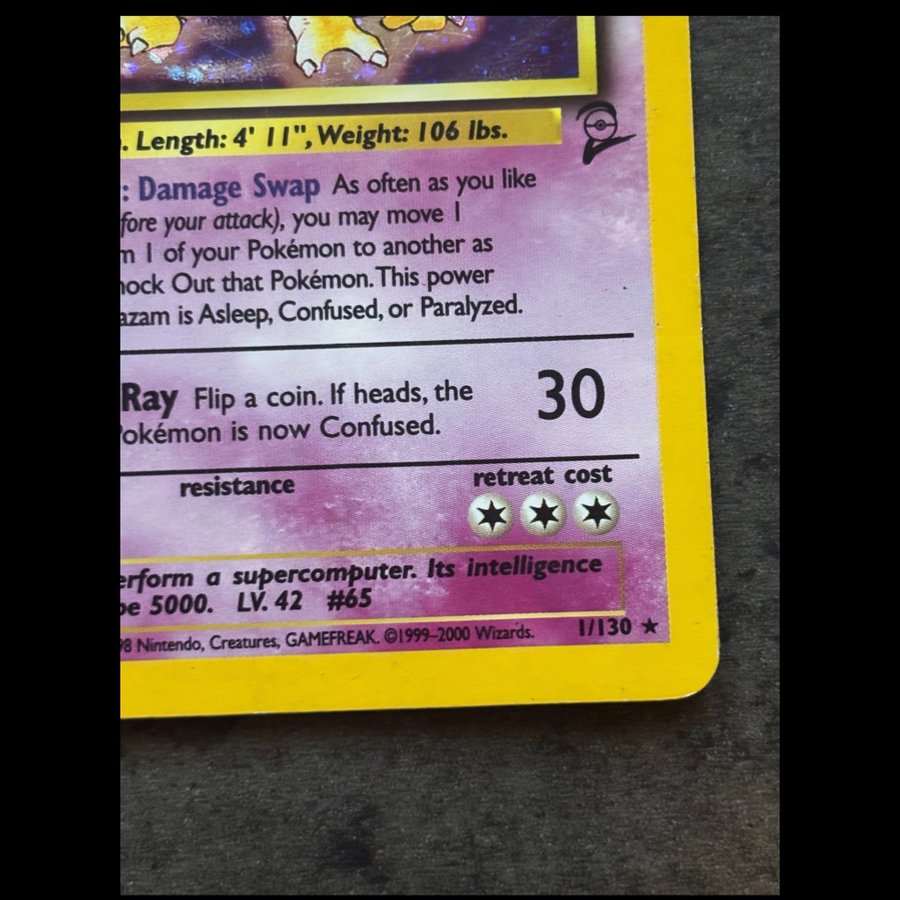 . Length: 4' 11", Weight: 106 lbs.
: Damage Swap As often as you like
fore your attack), you may move 1
m 1 of your Pokémon to another as
nock Out that Pokémon. This power
azam is Asleep, Confused, or Paralyzed.
Ray Flip a coin. If heads, the
Pokémon is now Confused.
30
resistance
retreat cost
erform a supercomputer. Its intelligence
be 5000. LV. 42 #65
98 Nintendo, Creatures, GAMEFREAK. ©1999–2000 Wizards.
1/130 ★